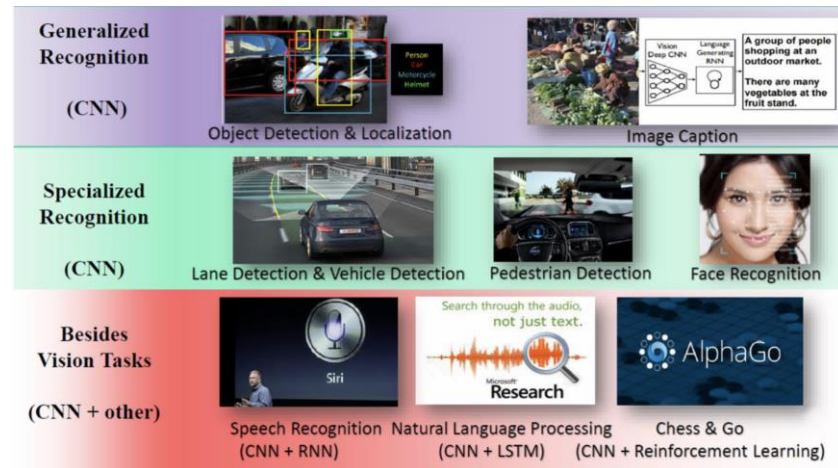 Generalized
Recognition
(CNN)
Person
Car
Motorcycle
Helmet
Object Detection & Localization
Vision
Deep CNN
Language
Generating
RNN
A group of people
shopping at an
outdoor market.
There are many
vegetables at the
fruit stand.
Image Caption
Specialized
Recognition
(CNN)
Lane Detection & Vehicle Detection
Pedestrian Detection
Face Recognition
Besides
Vision Tasks
(CNN + other)
Siri
Speech Recognition
(CNN + RNN)
Search through the audio,
not just text.
Microsoft
Research
Natural Language Processing
(CNN + LSTM)
AlphaGo
Chess & Go
(CNN + Reinforcement Learning)